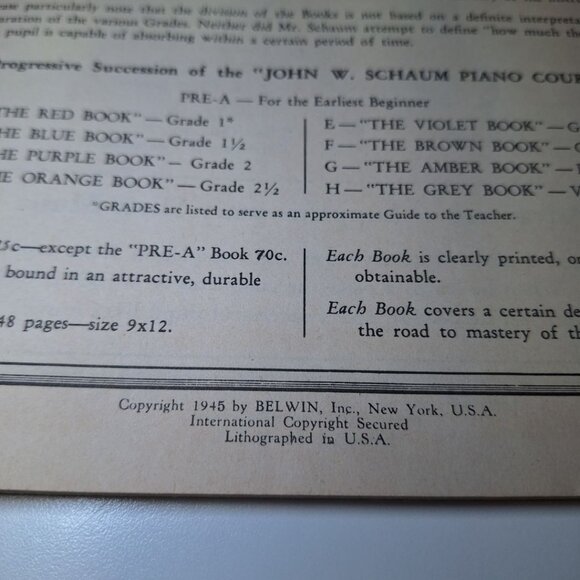 please particularly note that the division of the Books is not based on a definite
of the various Grades. Neither did Mr. Schaum attempt to define "how much
pupil is capable of absorbing within a certain period of time.
Progressive Succession of the "JOHN W. SCHAUM PIANO COUR
PRE-A — For the Earliest Beginner
THE RED BOOK" — Grade 1*
HE BLUE BOOK" — Grade 1½
HE PURPLE BOOK" — Grade 2
E ORANGE BOOK" — Grade 2½
E — "THE VIOLET BOOK" — G
F — "THE BROWN BOOK" — G
G — "THE AMBER BOOK" —
H — "THE GREY BOOK" — V
*GRADES are listed to serve as an approximate Guide to the Teacher.
5c—except the "PRE-A" Book 70c.
bound in an attractive, durable
48 pages—size 9x12.
Each Book is clearly printed, on
obtainable.
Each Book covers a certain de
the road to mastery of th
Copyright 1945 by BELWIN, Inc., New York, U.S.A.
International Copyright Secured
Lithographed in U.S.A.